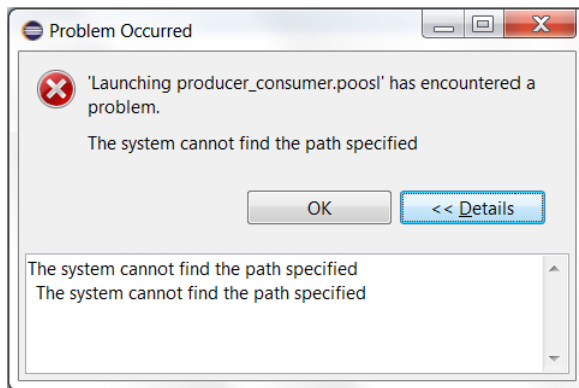 Problem Occurred
'Launching producer_consumer.poosl' has encountered a
problem.
The system cannot find the path specified
OK
<< Details
The system cannot find the path specified
The system cannot find the path specified